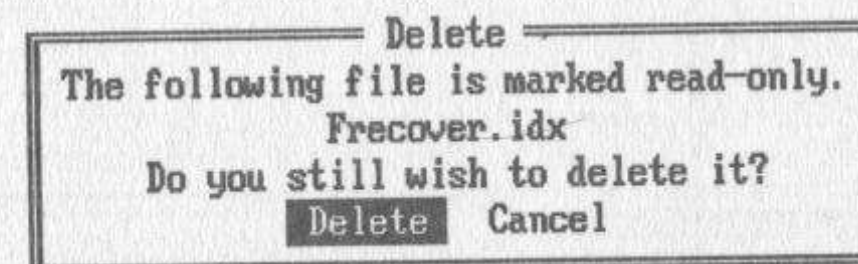 Delete
The following file is marked read-only.
Frecover.idx
Do you still wish to delete it?
Delete Cancel